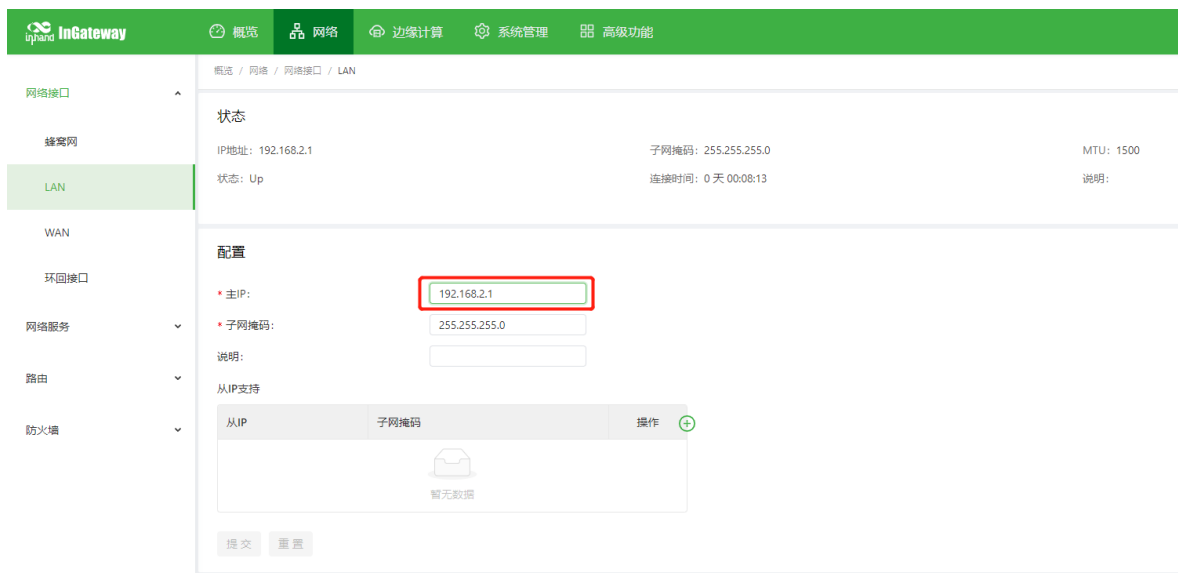 inhand InGateway 概览 网络 边缘计算 系统管理 高级功能
概览 / 网络 / 网络接口 / LAN
网络接口
蜂窝网
LAN
WAN
环回接口
网络服务
路由
防火墙
状态
IP地址: 192.168.2.1 子网掩码: 255.255.255.0 MTU: 1500
状态: Up 连接时间: 0 天 00:08:13 说明:
配置
* 主IP: 192.168.2.1
* 子网掩码: 255.255.255.0
说明:
从IP支持
从IP 子网掩码 操作
暂无数据
提交 重置